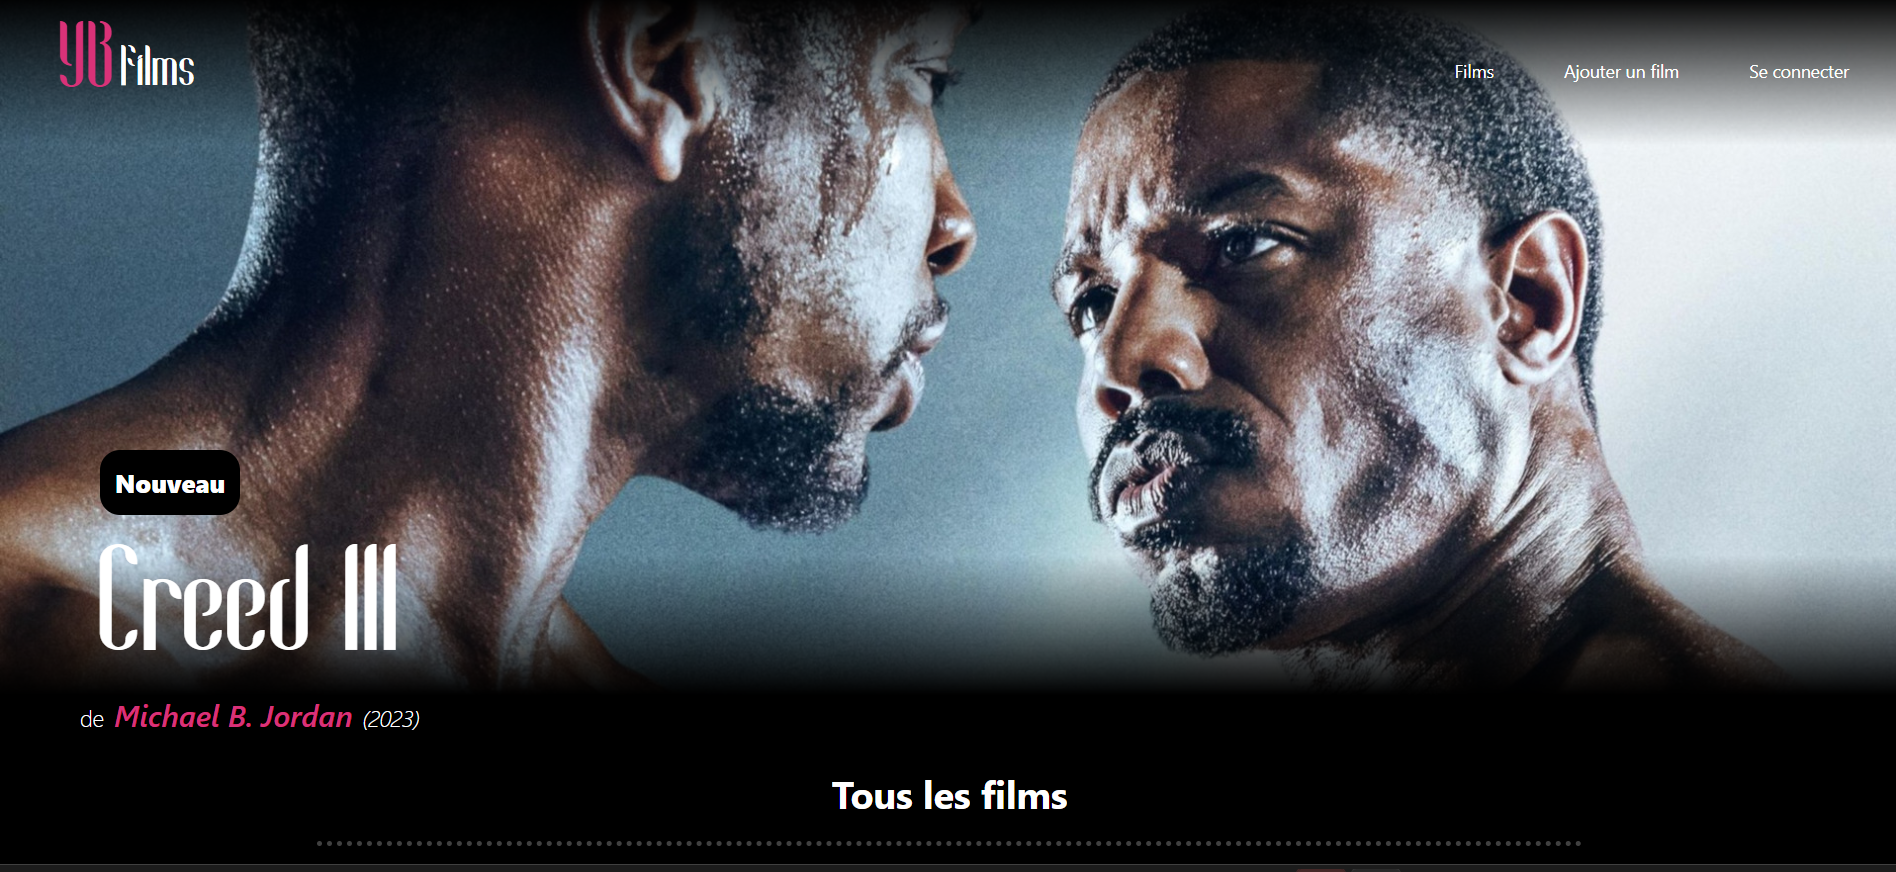 YB Films
Films
Ajouter un film
Se connecter
Nouveau
Creed III
de Michael B. Jordan (2023)
Tous les films